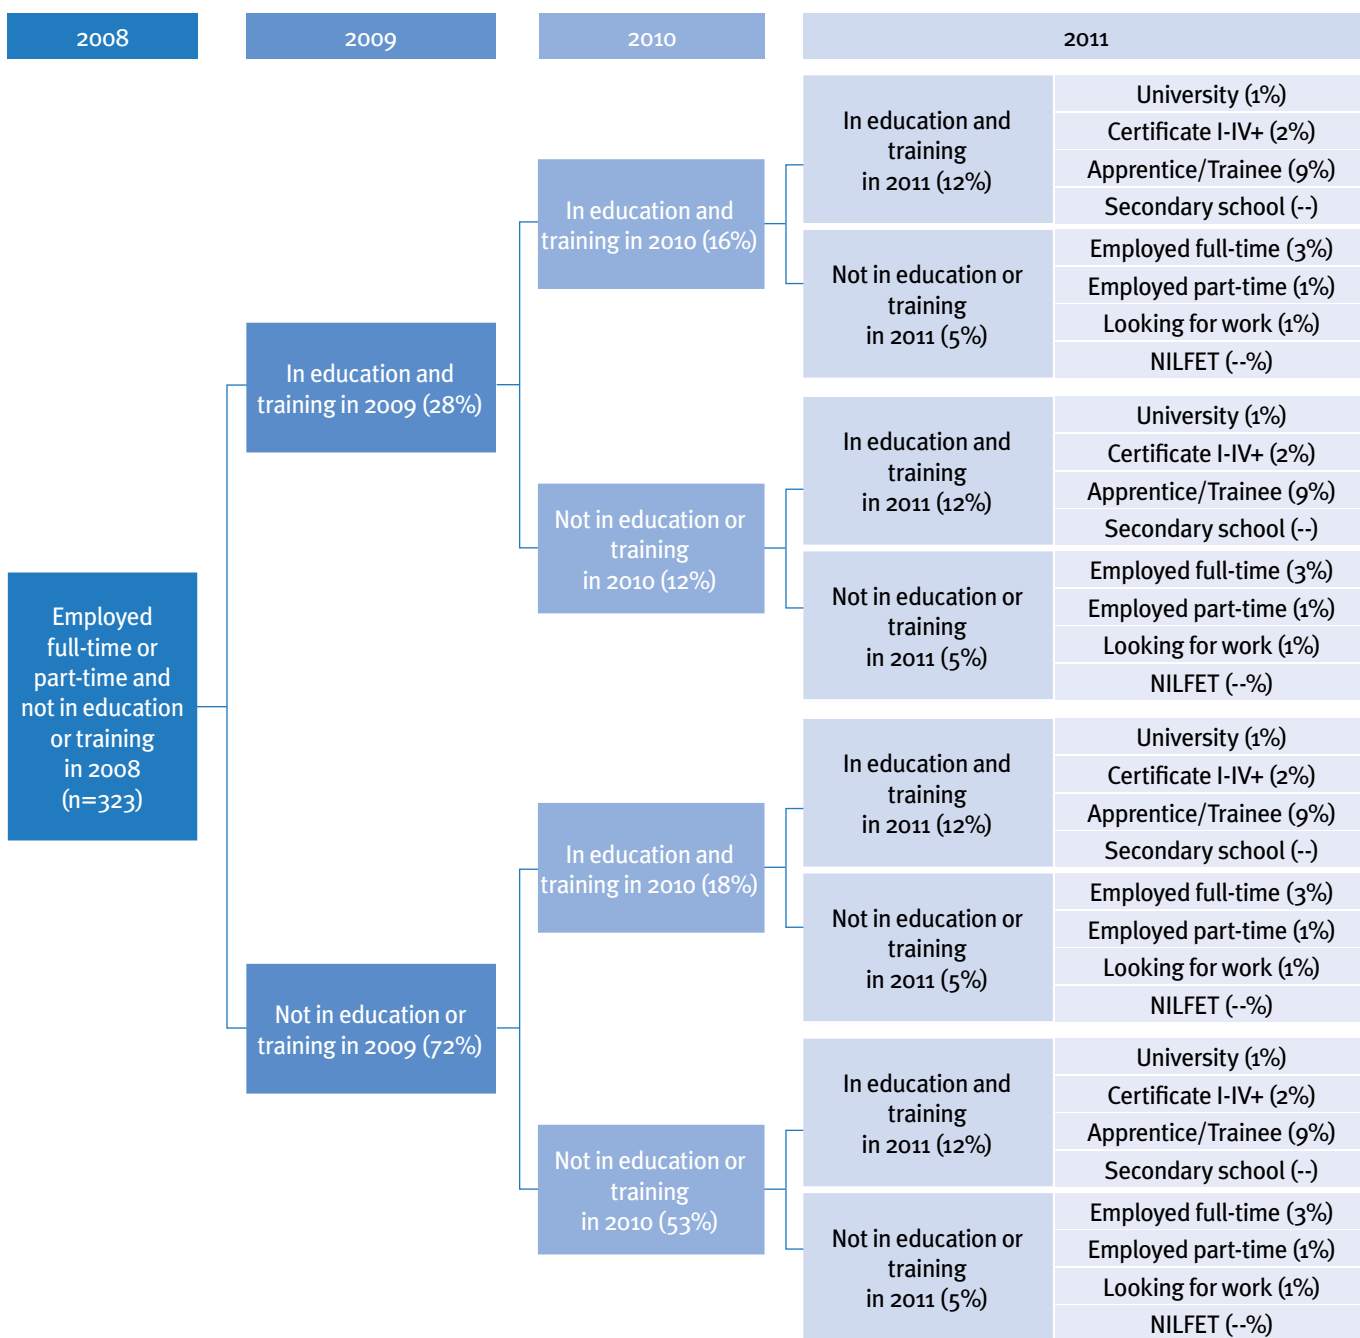 2008
2009
2010
2011
Employed
full-time or
part-time and
not in education
or training
in 2008
(n=323)
In education and
training in 2009 (28%)
Not in education or
training in 2009 (72%)
In education and
training in 2010 (16%)
Not in education or
training
in 2010 (12%)
In education and
training in 2010 (18%)
Not in education or
training
in 2010 (53%)
In education and
training
in 2011 (12%)
University (1%)
Certificate I-IV+ (2%)
Apprentice/Trainee (9%)
Secondary school (--)
Not in education or
training
in 2011 (5%)
Employed full-time (3%)
Employed part-time (1%)
Looking for work (1%)
NILFET (--%)
In education and
training
in 2011 (12%)
University (1%)
Certificate I-IV+ (2%)
Apprentice/Trainee (9%)
Secondary school (--)
Not in education or
training
in 2011 (5%)
Employed full-time (3%)
Employed part-time (1%)
Looking for work (1%)
NILFET (--%)
In education and
training
in 2011 (12%)
University (1%)
Certificate I-IV+ (2%)
Apprentice/Trainee (9%)
Secondary school (--)
Not in education or
training
in 2011 (5%)
Employed full-time (3%)
Employed part-time (1%)
Looking for work (1%)
NILFET (--%)
In education and
training
in 2011 (12%)
University (1%)
Certificate I-IV+ (2%)
Apprentice/Trainee (9%)
Secondary school (--)
Not in education or
training
in 2011 (5%)
Employed full-time (3%)
Employed part-time (1%)
Looking for work (1%)
NILFET (--%)